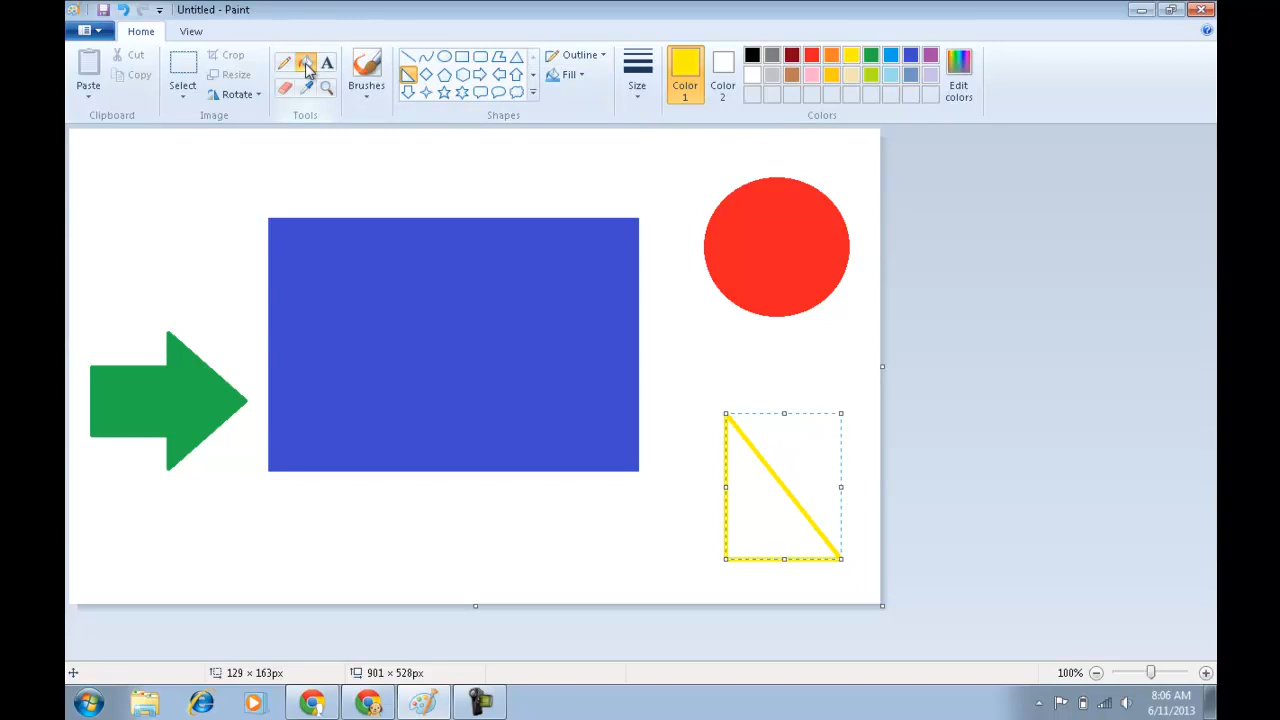 Untitled - Paint
Home View
Paste
Cut
Copy
Clipboard
Select
Crop
Resize
Rotate
Image
A
Tools
Brushes
Outline
Fill
Shapes
Size
Color 1
Color 2
Edit colors
Colors
129 × 163px
901 × 528px
100%
8:06 AM
6/11/2013